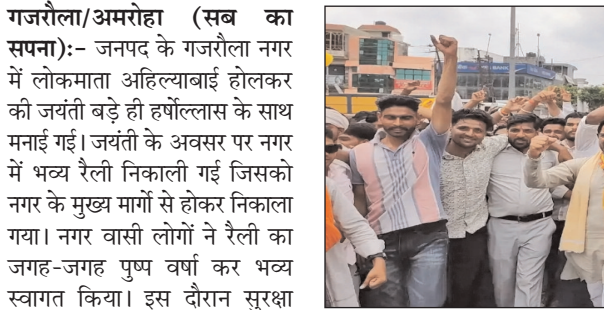 गजरौला/अमरोहा (सब का
सपना):- जनपद के गजरौला नगर
में लोकमाता अहिल्याबाई होलकर
की जयंती बड़े ही हर्षोल्लास के साथ
मनाई गई। जयंती के अवसर पर नगर
में भव्य रैली निकाली गई जिसको
नगर के मुख्य मार्गो से होकर निकाला
गया। नगर वासी लोगों ने रैली का
जगह-जगह पुष्प वर्षा कर भव्य
स्वागत किया। इस दौरान सुरक्षा